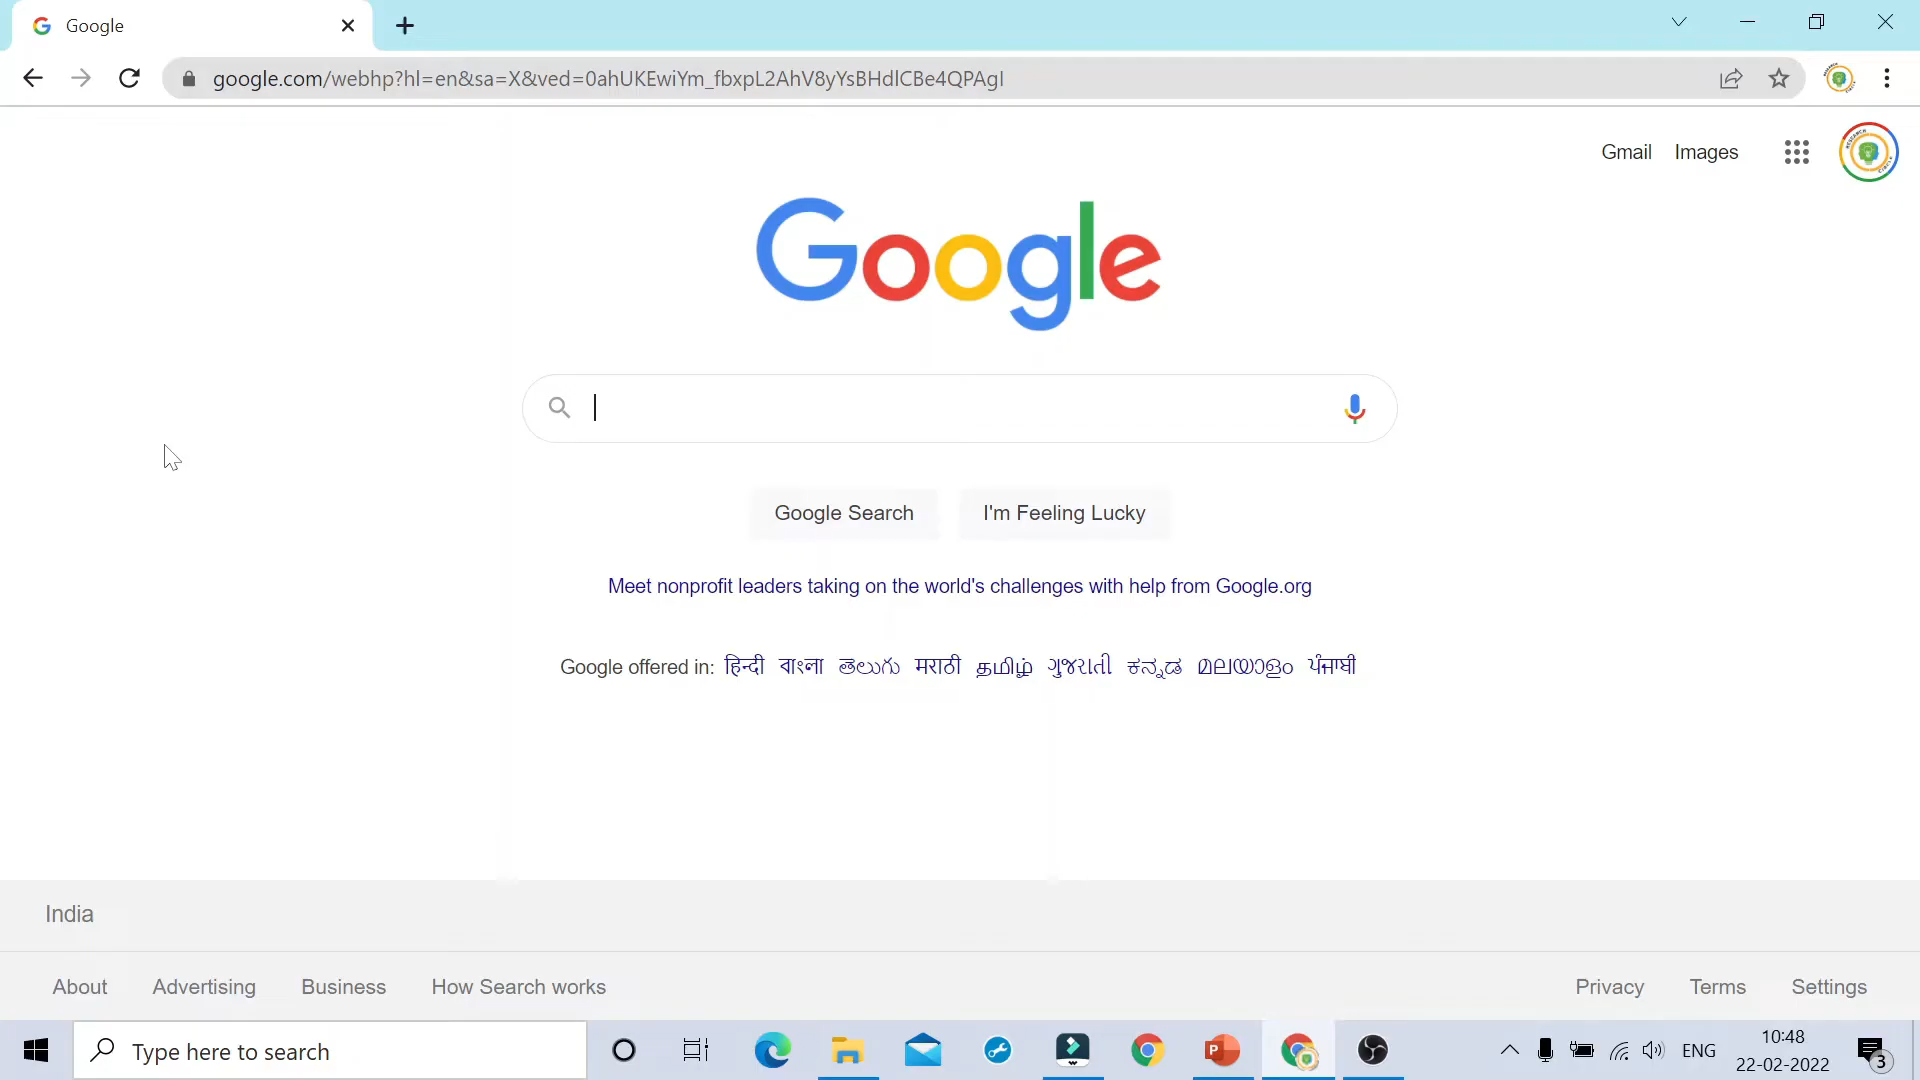 Google
google.com/webhp?hl=en&sa=X&ved=0ahUKEwiYm_fbxpL2AhV8yYsBHdlCBe4QPAgI
Gmail Images
Google
Google Search I'm Feeling Lucky
Meet nonprofit leaders taking on the world's challenges with help from Google.org
Google offered in: हिन्दी বাংলা తెలుగు मराठी தமிழ் ગુજરાતી ಕನ್ನಡ മലയാളം ਪੰਜਾਬੀ
India
About Advertising Business How Search works Privacy Terms Settings
Type here to search
ENG
10:48
22-02-2022
3